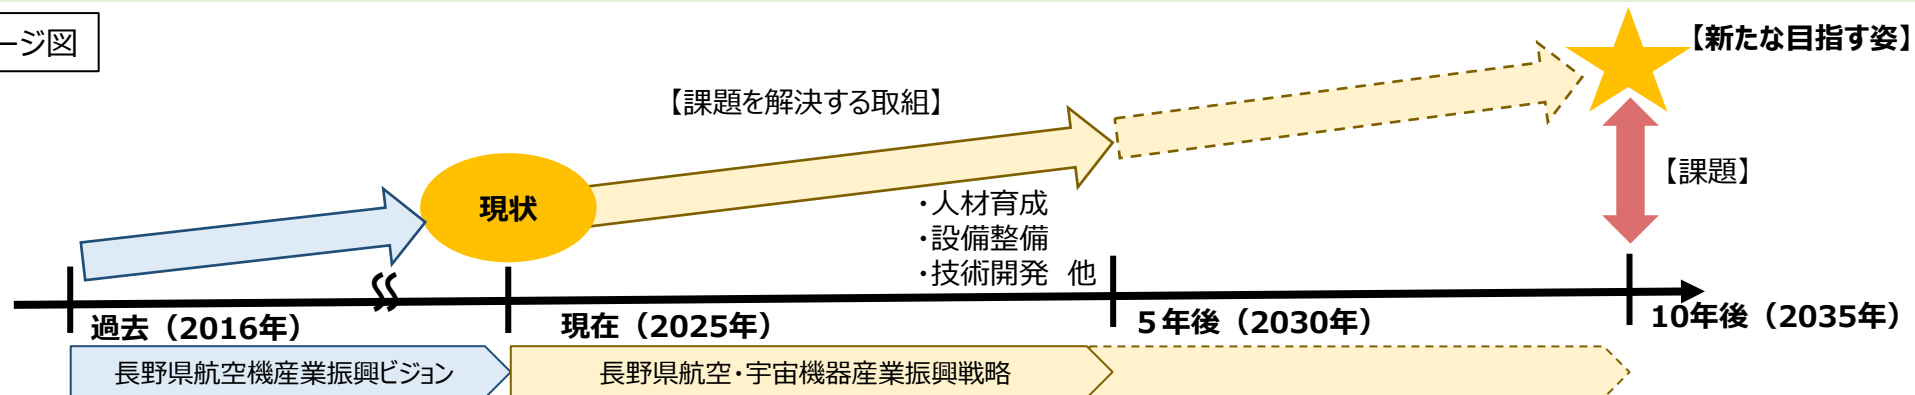 ージ図
【新たな目指す姿】
【課題を解決する取組】
【課題】
現状
・人材育成
・設備整備
・技術開発 他
過去（2016年）
現在（2025年）
５年後（2030年）
10年後（2035年）
長野県航空機産業振興ビジョン
長野県航空・宇宙機器産業振興戦略